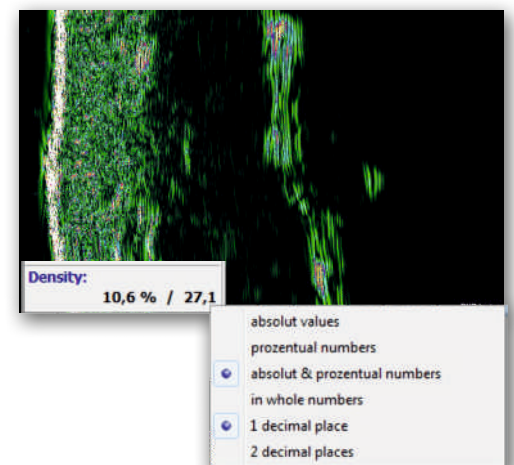 Density:
10,6 % / 27,1
absolut values
prozentual numbers
absolut & prozentual numbers
in whole numbers
1 decimal place
2 decimal places